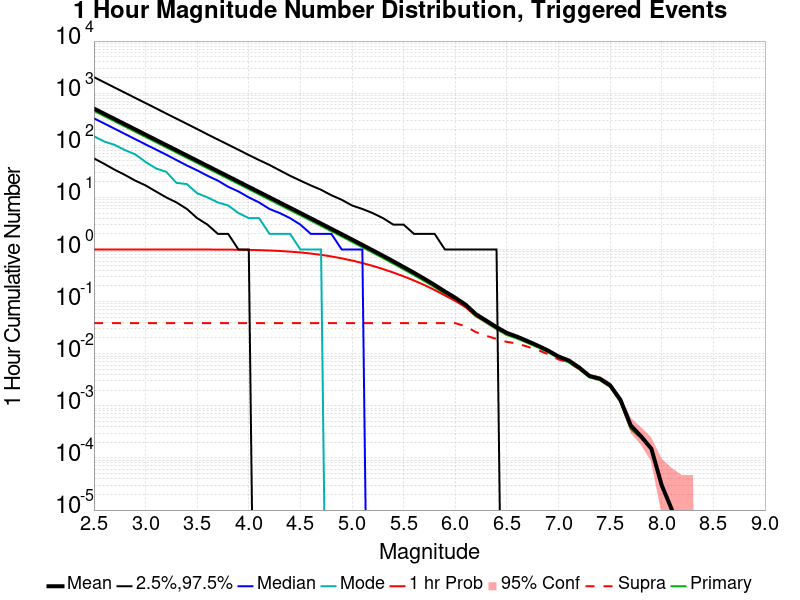 1 Hour Magnitude Number Distribution, Triggered Events
10 4
10 3
10 2
10 1
10 0
10 -1
10 -2
10 -3
10 -4
10 -5
1 Hour Cumulative Number
2.5 3.0 3.5 4.0 4.5 5.0 5.5 6.0 6.5 7.0 7.5 8.0 8.5 9.0
Magnitude
Mean 2.5%,97.5% Median Mode 1 hr Prob 95% Conf Supra Primary